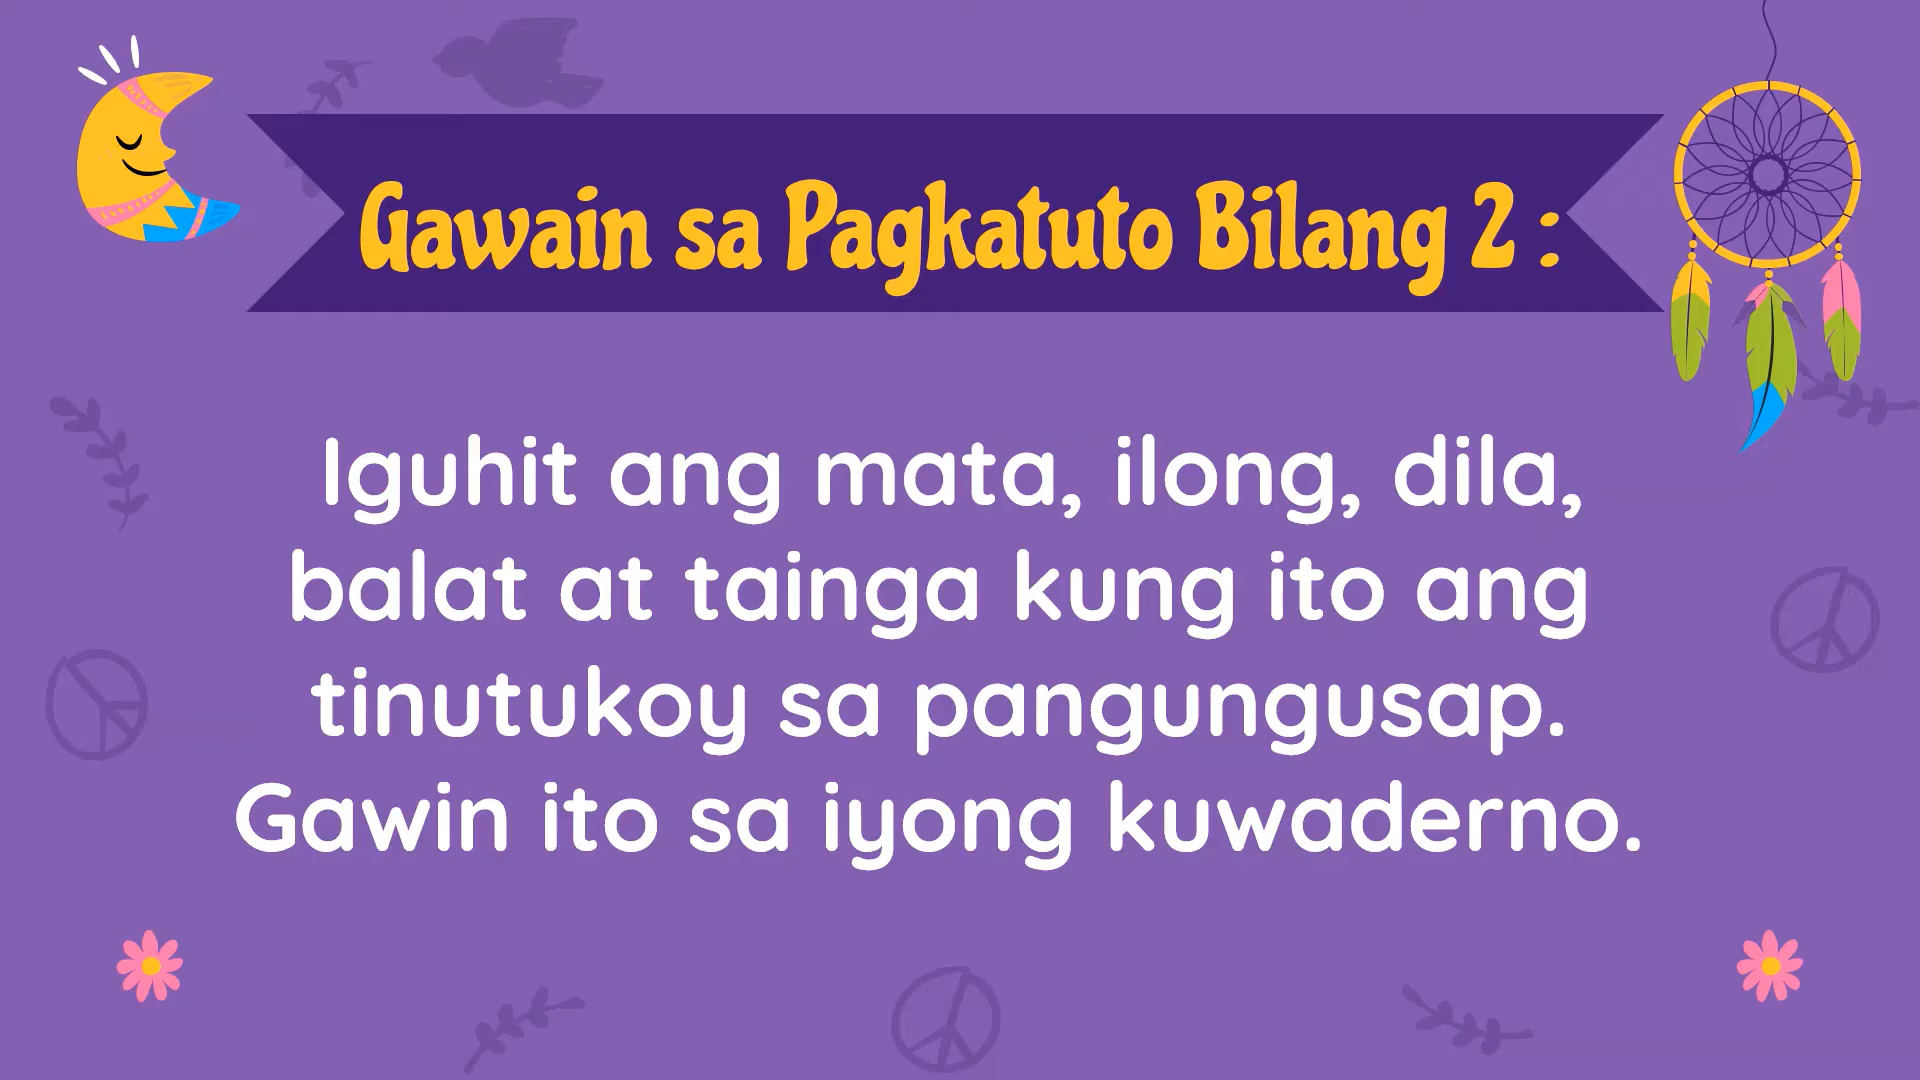 Gawain sa Pagkatuto Bilang 2 :
Iguhit ang mata, ilong, dila,
balat at tainga kung ito ang
tinutukoy sa pangungusap.
Gawin ito sa iyong kuwaderno.